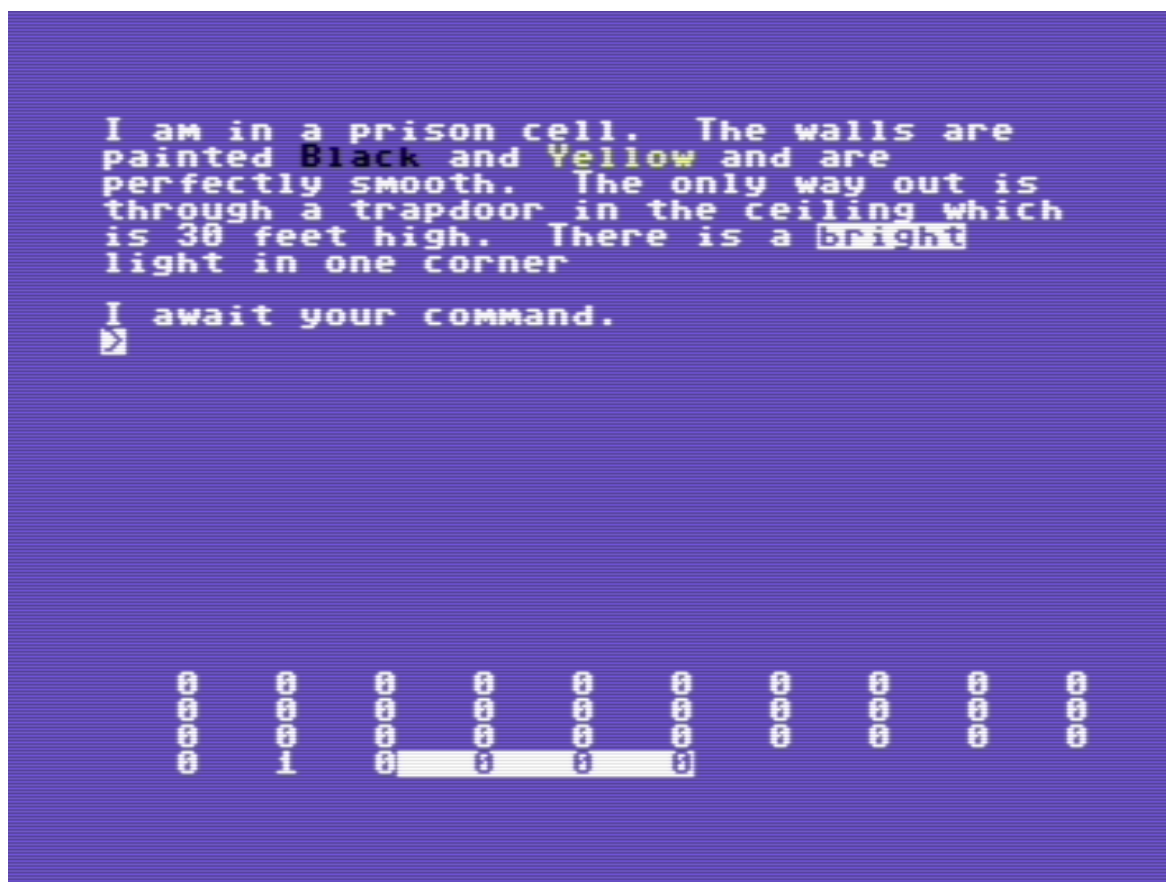 I am in a prison cell.  The walls are
painted Black and Yellow and are
perfectly smooth.  The only way out is
through a trapdoor in the ceiling which
is 30 feet high.  There is a bright
light in one corner
I await your command.
>
0 0 0 0 0 0 0 0 0 0
0 0 0 0 0 0 0 0 0 0
0 0 0 0 0 0 0 0 0 0
0 1 0 0 0 0